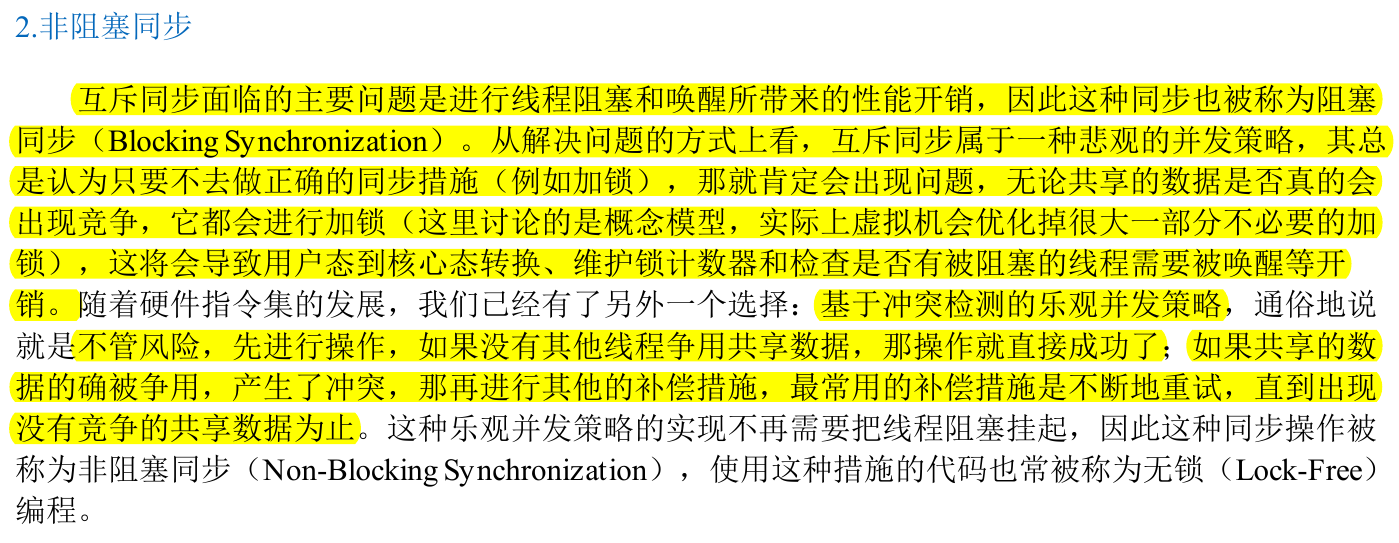 2.非阻塞同步
互斥同步面临的主要问题是进行线程阻塞和唤醒所带来的性能开销，因此这种同步也被称为阻塞
同步（Blocking Synchronization）。从解决问题的方式上看，互斥同步属于一种悲观的并发策略，其总
是认为只要不去做正确的同步措施（例如加锁），那就肯定会出现问题，无论共享的数据是否真的会
出现竞争，它都会进行加锁（这里讨论的是概念模型，实际上虚拟机会优化掉很大一部分不必要的加
锁），这将会导致用户态到核心态转换、维护锁计数器和检查是否有被阻塞的线程需要被唤醒等开
销。随着硬件指令集的发展，我们已经有了另外一个选择：基于冲突检测的乐观并发策略，通俗地说
就是不管风险，先进行操作，如果没有其他线程争用共享数据，那操作就直接成功了；如果共享的数
据的确被争用，产生了冲突，那再进行其他的补偿措施，最常用的补偿措施是不断地重试，直到出现
没有竞争的共享数据为止。这种乐观并发策略的实现不再需要把线程阻塞挂起，因此这种同步操作被
称为非阻塞同步（Non-Blocking Synchronization），使用这种措施的代码也常被称为无锁（Lock-Free）
编程。